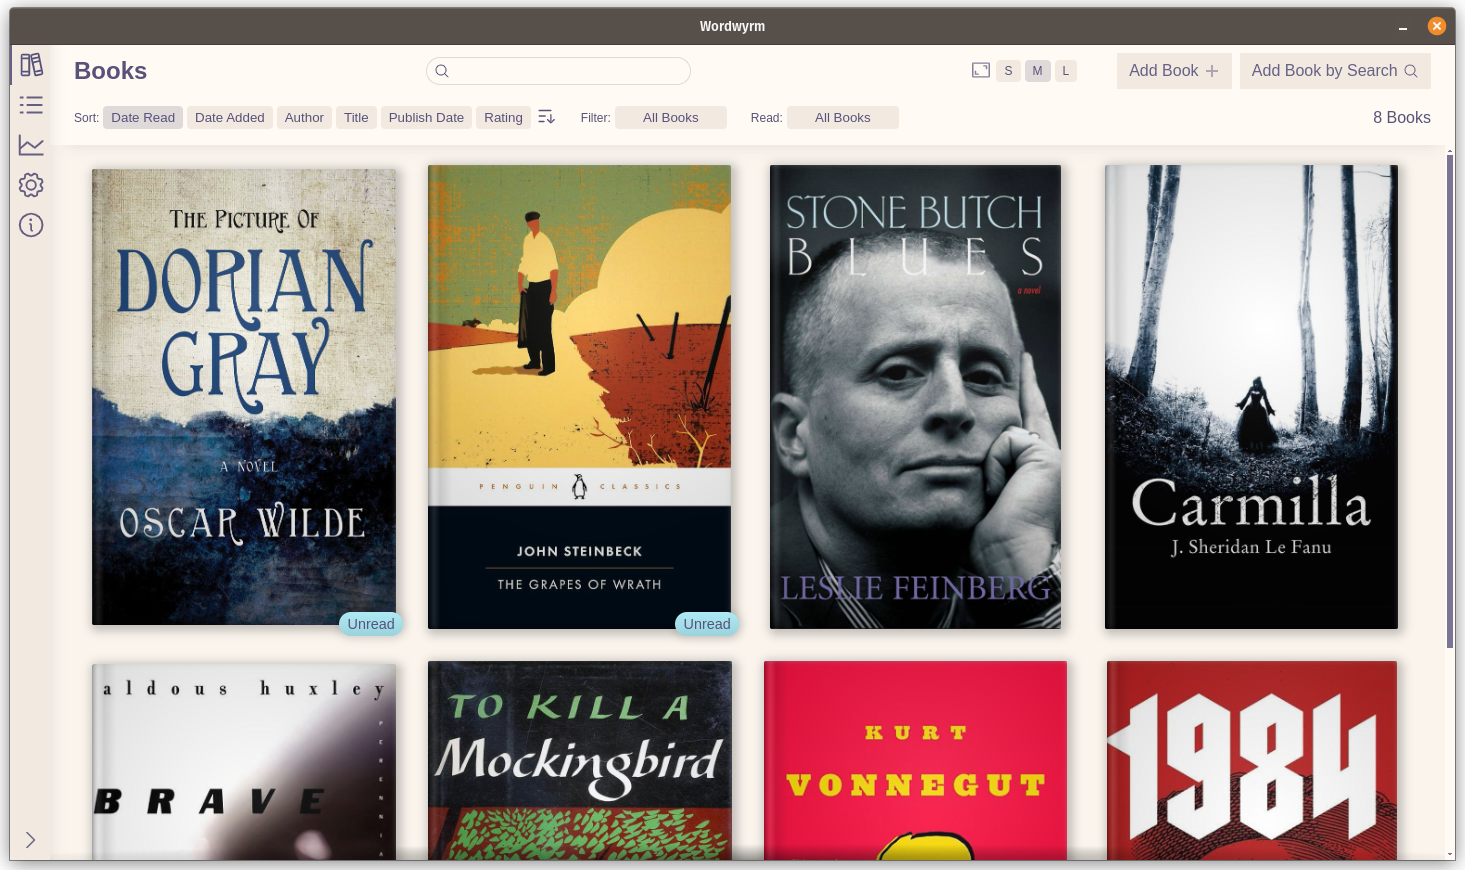 Wordwyrm
Books
S M L
Add Book
Add Book by Search
Sort: Date Read Date Added Author Title Publish Date Rating
Filter: All Books
Read: All Books
8 Books
THE PICTURE OF
DORIAN
GRAY
A NOVEL
OSCAR WILDE
Unread
PENGUIN CLASSICS
JOHN STEINBECK
THE GRAPES OF WRATH
Unread
STONE BUTCH
BLUES
a novel
LESLIE FEINBERG
Carmilla
J. Sheridan Le Fanu
aldous huxley
BRAVE
PERENNIA
TO KILL A
Mockingbird
KURT
VONNEGUT
1984